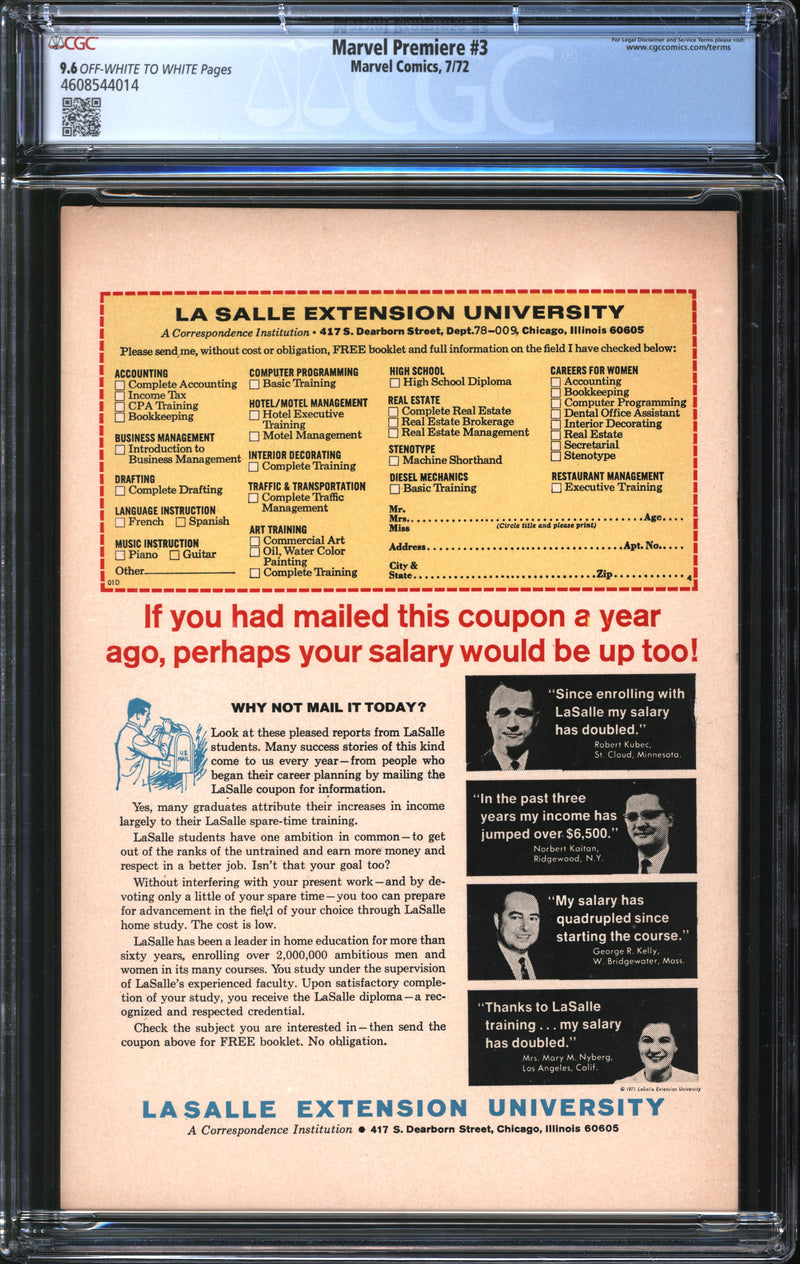 CGC
Marvel Premiere #3
Marvel Comics, 7/72
For Legal Disclaimer and Service Terms please visit:
www.cgccomics.com/terms
9.6 OFF-WHITE TO WHITE Pages
4608544014
CGC®
LA SALLE EXTENSION UNIVERSITY
A Correspondence Institution • 417 S. Dearborn Street, Dept.78-009, Chicago, Illinois 60605
Please send me, without cost or obligation, FREE booklet and full information on the field I have checked below:
ACCOUNTING
Complete Accounting
Income Tax
CPA Training
Bookkeeping
BUSINESS MANAGEMENT
Introduction to
Business Management
DRAFTING
Complete Drafting
LANGUAGE INSTRUCTION
French Spanish
MUSIC INSTRUCTION
Piano Guitar
Other
01D
COMPUTER PROGRAMMING
Basic Training
HOTEL/MOTEL MANAGEMENT
Hotel Executive
Training
Motel Management
INTERIOR DECORATING
Complete Training
TRAFFIC & TRANSPORTATION
Complete Traffic
Management
ART TRAINING
Commercial Art
Oil, Water Color
Painting
Complete Training
HIGH SCHOOL
High School Diploma
REAL ESTATE
Complete Real Estate
Real Estate Brokerage
Real Estate Management
STENOTYPE
Machine Shorthand
DIESEL MECHANICS
Basic Training
CAREERS FOR WOMEN
Accounting
Bookkeeping
Computer Programming
Dental Office Assistant
Interior Decorating
Real Estate
Secretarial
Stenotype
RESTAURANT MANAGEMENT
Executive Training
Mr.
Mrs. Age
Miss (Circle title and please print)
Address Apt. No.
City &
State Zip 4
If you had mailed this coupon a year
ago, perhaps your salary would be up too!
U.S.
MAIL
WHY NOT MAIL IT TODAY?
Look at these pleased reports from LaSalle
students. Many success stories of this kind
come to us every year—from people who
began their career planning by mailing the
LaSalle coupon for information.
Yes, many graduates attribute their increases in income
largely to their LaSalle spare-time training.
LaSalle students have one ambition in common—to get
out of the ranks of the untrained and earn more money and
respect in a better job. Isn't that your goal too?
Without interfering with your present work—and by de-
voting only a little of your spare time—you too can prepare
for advancement in the field of your choice through LaSalle
home study. The cost is low.
LaSalle has been a leader in home education for more than
sixty years, enrolling over 2,000,000 ambitious men and
women in its many courses. You study under the supervision
of LaSalle's experienced faculty. Upon satisfactory comple-
tion of your study, you receive the LaSalle diploma—a rec-
ognized and respected credential.
Check the subject you are interested in—then send the
coupon above for FREE booklet. No obligation.
"Since enrolling with
LaSalle my salary
has doubled."
Robert Kubec,
St. Cloud, Minnesota.
"In the past three
years my income has
jumped over $6,500."
Norbert Kaitan,
Ridgewood, N.Y.
"My salary has
quadrupled since
starting the course."
George R. Kelly,
W. Bridgewater, Mass.
"Thanks to LaSalle
training . . . my salary
has doubled."
Mrs. Mary M. Nyberg,
Los Angeles, Calif.
© 1971 LaSalle Extension University
LASALLE EXTENSION UNIVERSITY
A Correspondence Institution ● 417 S. Dearborn Street, Chicago, Illinois 60605